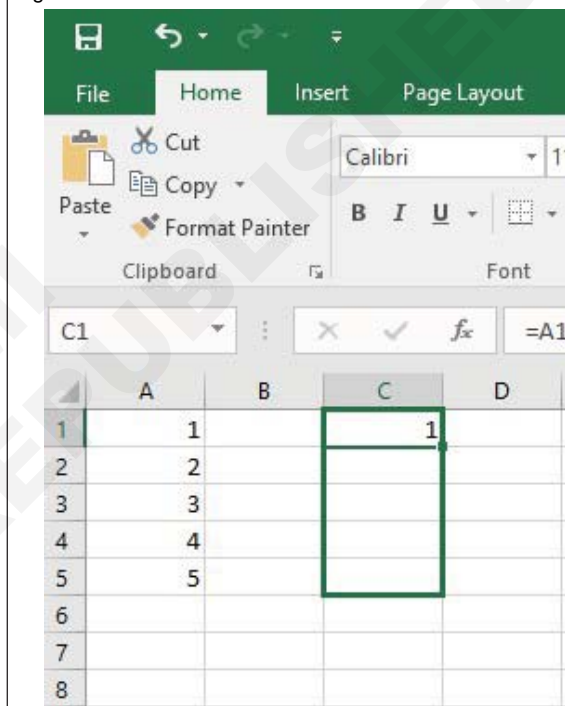 File Home Insert Page Layout
Cut
Calibri
Copy
Paste
B I U
Format Painter
Clipboard Font
C1 fx =A1
A B C D
1 1 1
2 2
3 3
4 4
5 5
6
7
8